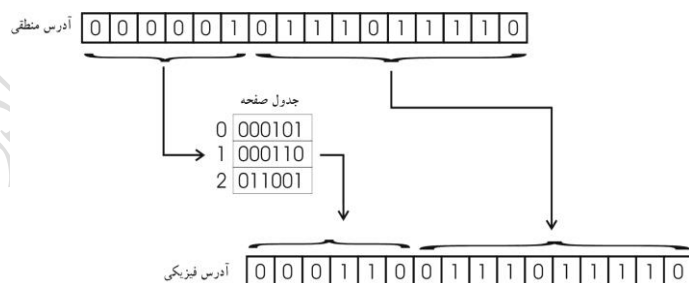 آدرس منطقی 0 0 0 0 0 1 0 1 1 1 0 1 1 1 1 0
جدول صفحه
0 000101
1 000110
2 011001
آدرس فیزیکی 0 0 0 1 1 0 0 1 1 1 0 1 1 1 1 0